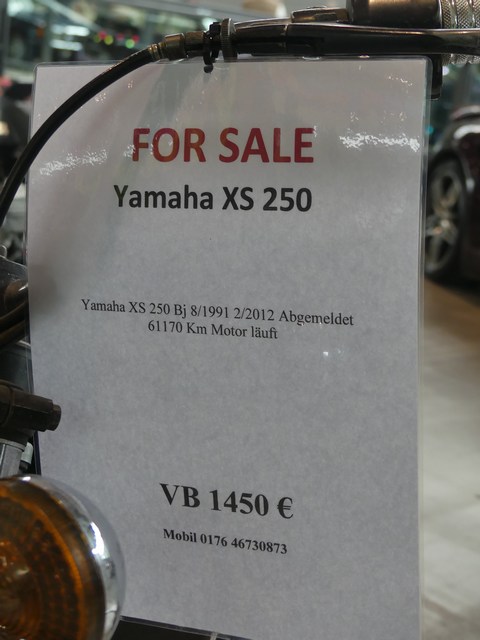 FOR SALE
Yamaha XS 250
Yamaha XS 250 Bj 8/1991 2/2012 Abgemeldet
61170 Km Motor läuft
VB 1450 €
Mobil 0176 46730873